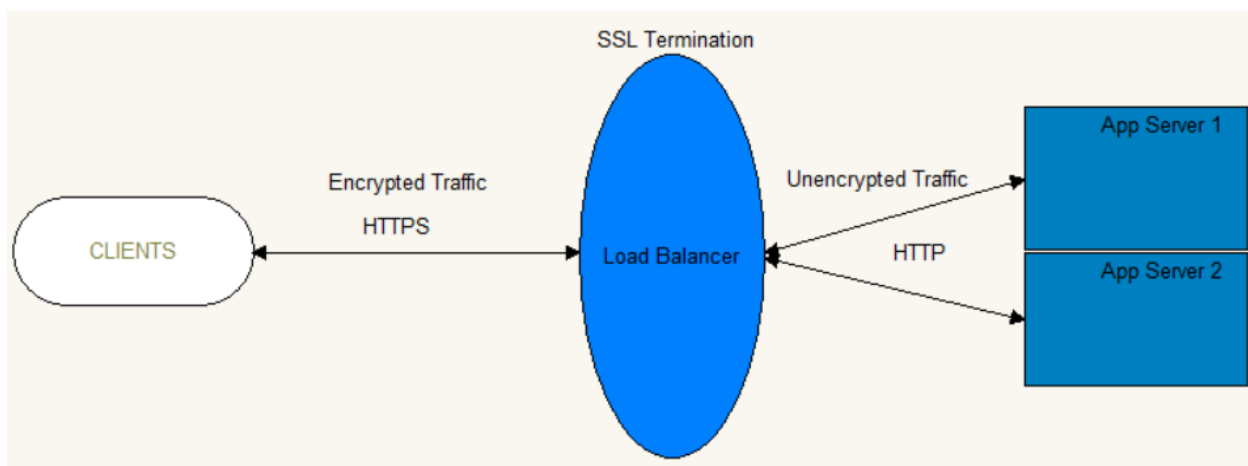 SSL Termination
Encrypted Traffic
HTTPS
CLIENTS
Load Balancer
Unencrypted Traffic
HTTP
App Server 1
App Server 2